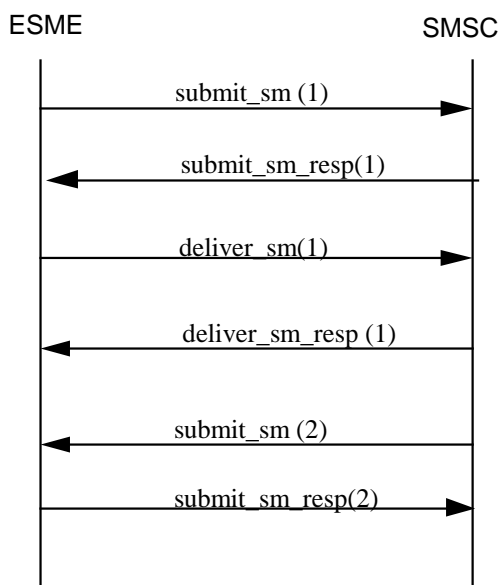 ESME
SMSC
submit_sm (1)
submit_sm_resp(1)
deliver_sm(1)
deliver_sm_resp (1)
submit_sm (2)
submit_sm_resp(2)